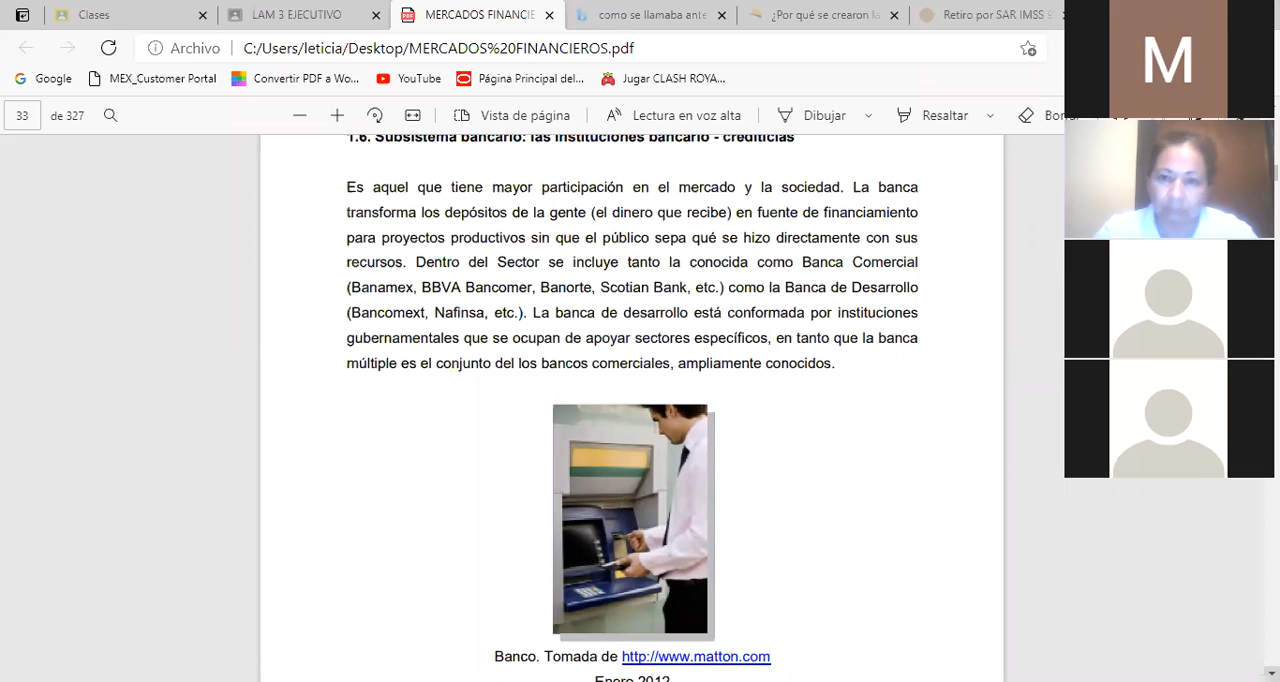 Clases
LAM 3 EJECUTIVO
MERCADOS FINANCIE
como se llamaba ante
¿Por qué se crearon la
Retiro por SAR IMSS 9
Archivo C:/Users/leticia/Desktop/MERCADOS%20FINANCIEROS.pdf
Google
MEX_Customer Portal
Convertir PDF a Wo...
YouTube
Página Principal del...
Jugar CLASH ROYA...
33 de 327
Vista de página
Lectura en voz alta
Dibujar
Resaltar
Bor
M
1.6. Subsistema bancario: las instituciones bancario - crediticias
Es aquel que tiene mayor participación en el mercado y la sociedad. La banca
transforma los depósitos de la gente (el dinero que recibe) en fuente de financiamiento
para proyectos productivos sin que el público sepa qué se hizo directamente con sus
recursos. Dentro del Sector se incluye tanto la conocida como Banca Comercial
(Banamex, BBVA Bancomer, Banorte, Scotian Bank, etc.) como la Banca de Desarrollo
(Bancomext, Nafinsa, etc.). La banca de desarrollo está conformada por instituciones
gubernamentales que se ocupan de apoyar sectores específicos, en tanto que la banca
múltiple es el conjunto del los bancos comerciales, ampliamente conocidos.
Banco. Tomada de http://www.matton.com
Enero 2012